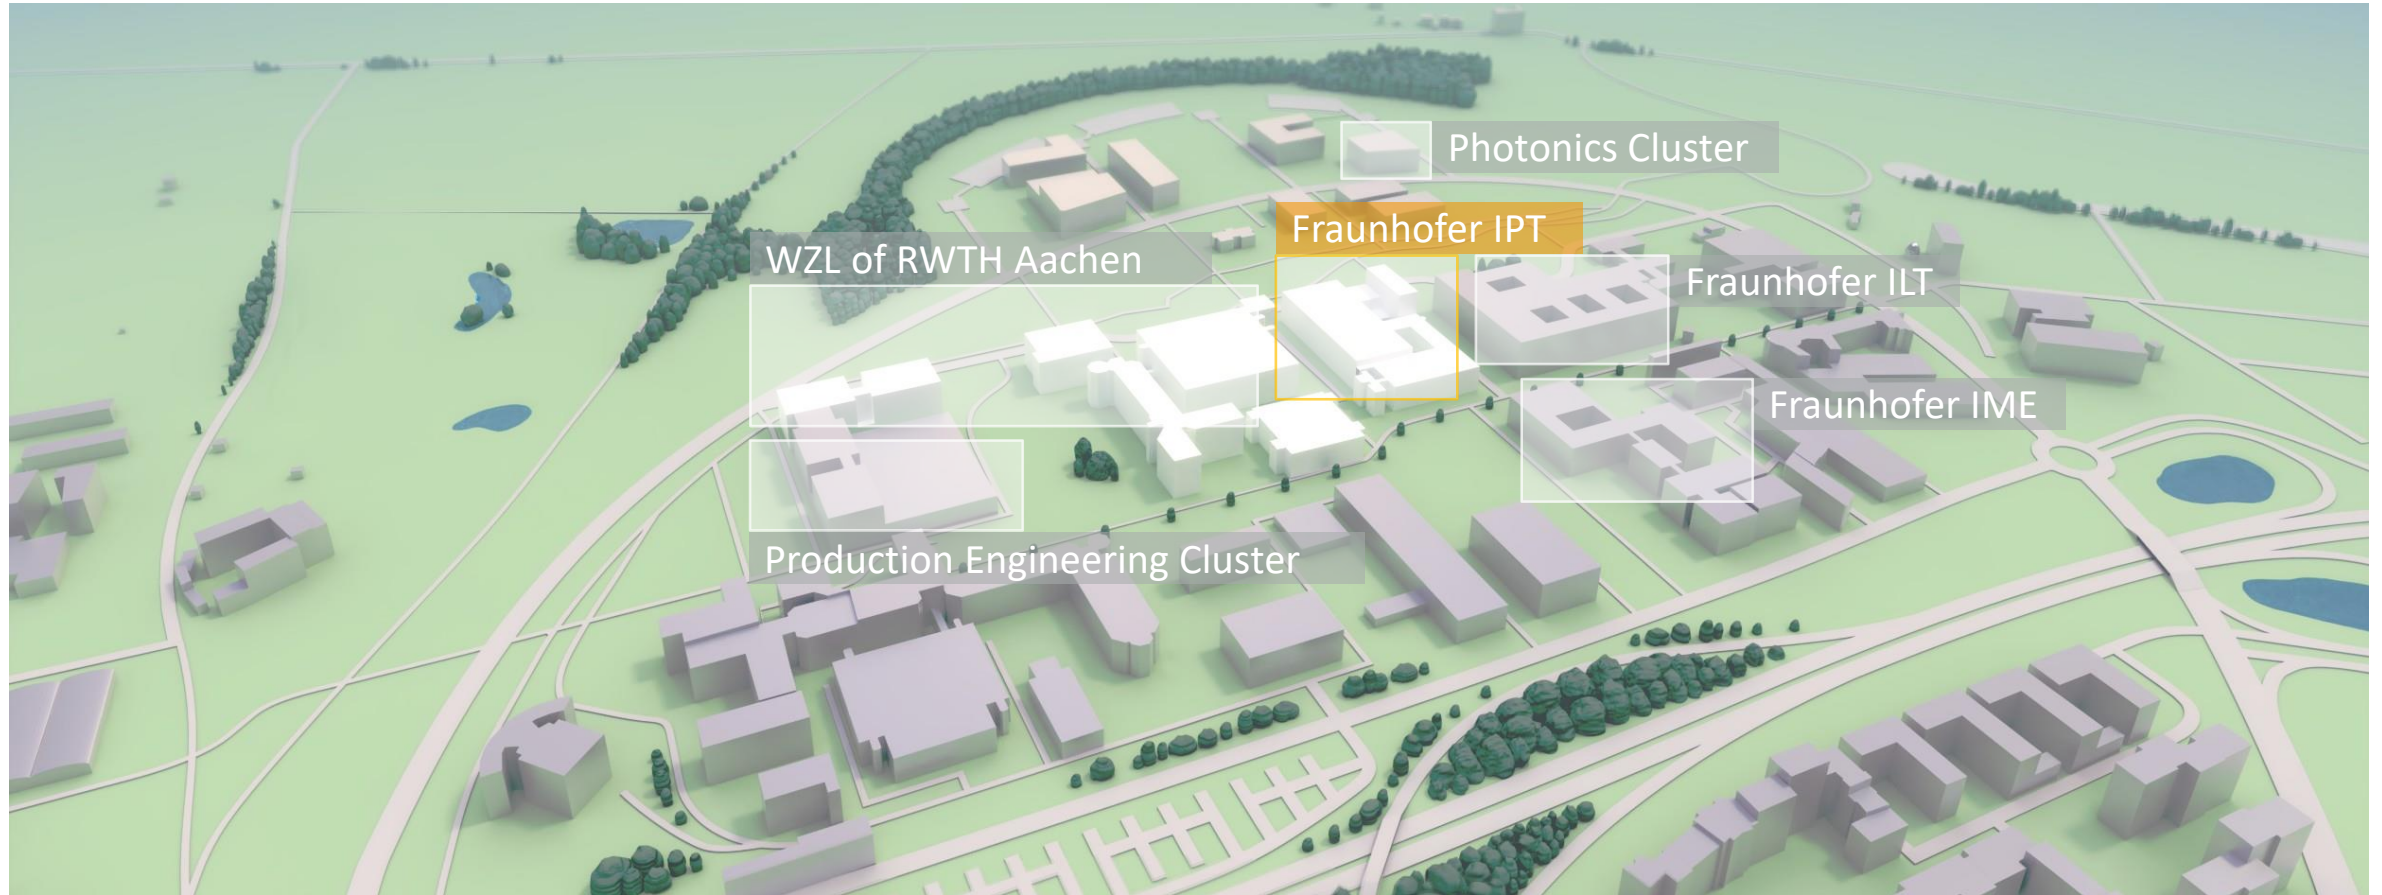 Photonics Cluster
Fraunhofer IPT
WZL of RWTH Aachen
Fraunhofer ILT
Fraunhofer IME
Production Engineering Cluster